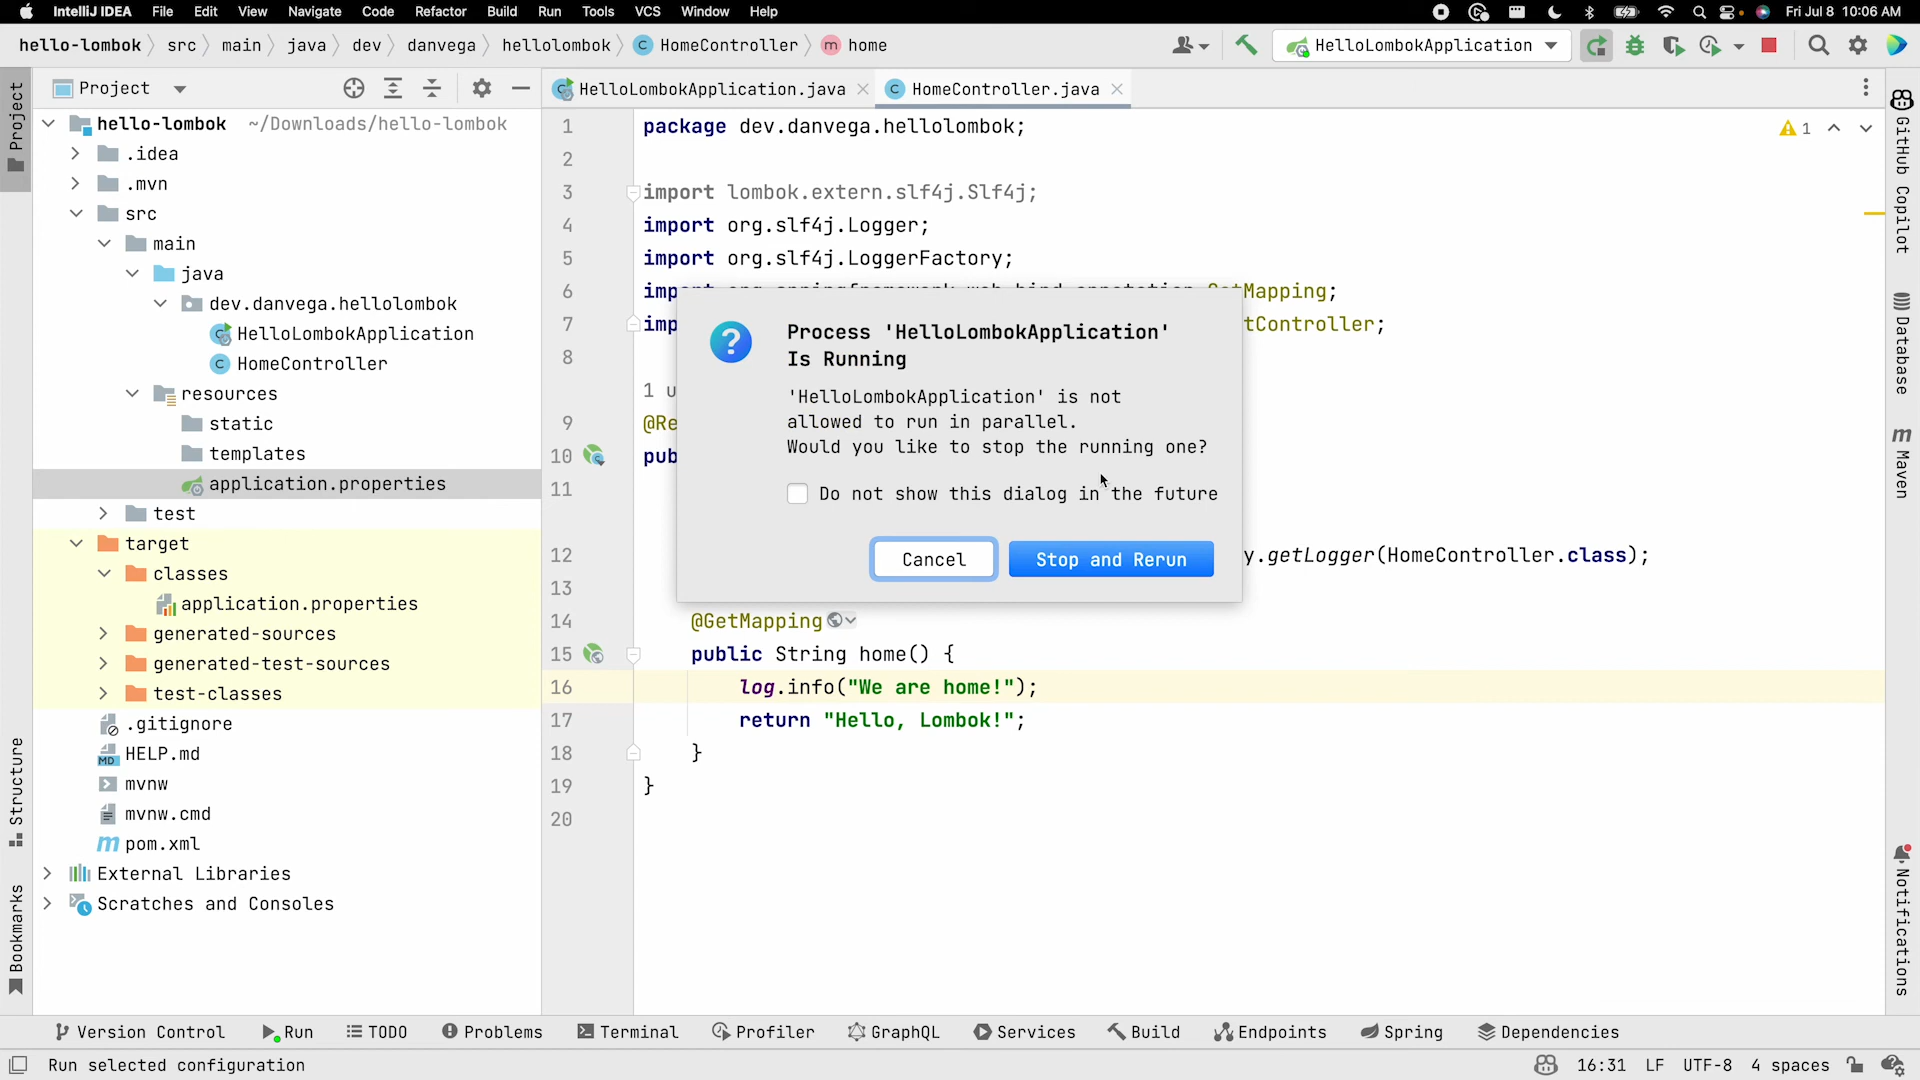 IntelliJ IDEA File Edit View Navigate Code Refactor Build Run Tools VCS Window Help Fri Jul 8 10:06 AM
hello-lombok src main java dev danvega hellolombok C HomeController m home HelloLombokApplication
Project
HelloLombokApplication.java
HomeController.java
hello-lombok ~/Downloads/hello-lombok
.idea
.mvn
src
main
java
dev.danvega.hellolombok
HelloLombokApplication
HomeController
resources
static
templates
application.properties
test
target
classes
application.properties
generated-sources
generated-test-sources
test-classes
.gitignore
HELP.md
mvnw
mvnw.cmd
pom.xml
External Libraries
Scratches and Consoles
Project
Structure
Bookmarks
1 package dev.danvega.hellolombok;
1
2
3 import lombok.extern.slf4j.Slf4j;
4 import org.slf4j.Logger;
5 import org.slf4j.LoggerFactory;
6 Mapping;
7 tController;
8
1 u
9 @Re
10 pub
11
12 y.getLogger(HomeController.class);
13
14 @GetMapping
15 public String home() {
16 log.info("We are home!");
17 return "Hello, Lombok!";
18 }
19 }
20
Process 'HelloLombokApplication'
Is Running
'HelloLombokApplication' is not
allowed to run in parallel.
Would you like to stop the running one?
Do not show this dialog in the future
Cancel Stop and Rerun
GitHub Copilot
Database
Maven
Notifications
Version Control Run TODO Problems Terminal Profiler GraphQL Services Build Endpoints Spring Dependencies
Run selected configuration 16:31 LF UTF-8 4 spaces